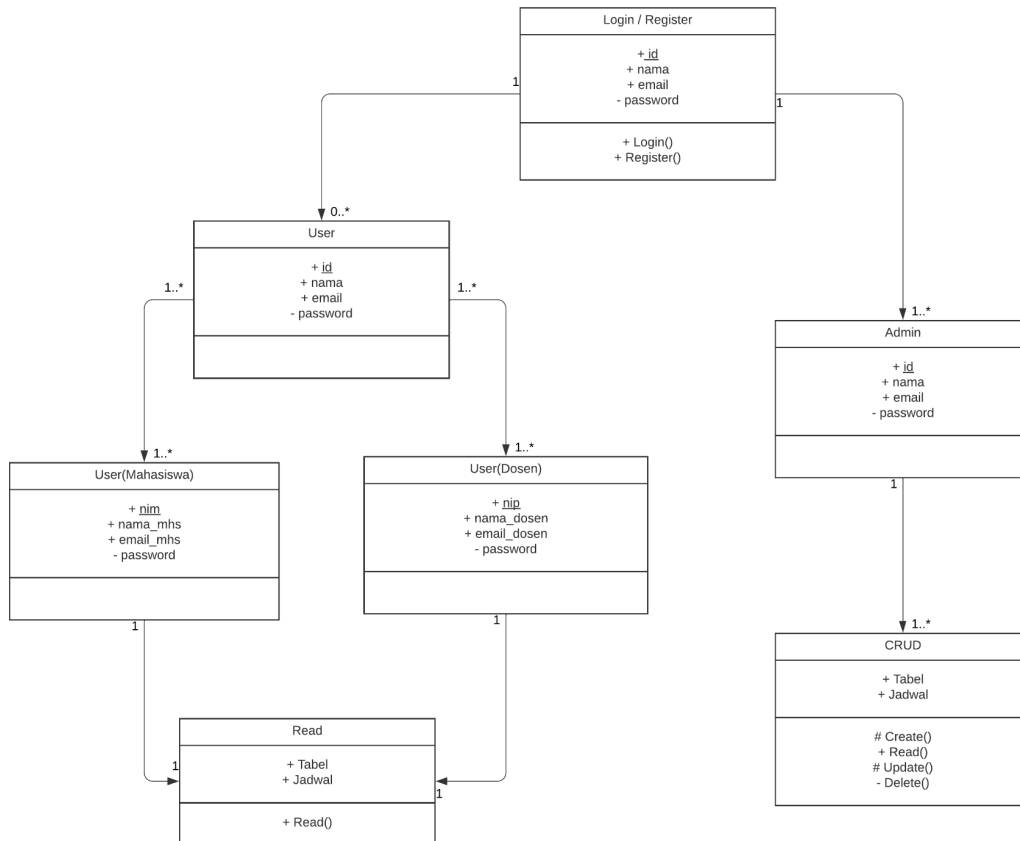 Login / Register
+ id
+ nama
+ email
- password
+ Login()
+ Register()
1
1
0..*
User
+ id
+ nama
+ email
- password
1..*
1..*
1..*
Admin
+ id
+ nama
+ email
- password
1..*
User(Mahasiswa)
+ nim
+ nama_mhs
+ email_mhs
- password
1
1..*
User(Dosen)
+ nip
+ nama_dosen
+ email_dosen
- password
1
1
1..*
CRUD
+ Tabel
+ Jadwal
# Create()
+ Read()
# Update()
- Delete()
Read
+ Tabel
+ Jadwal
+ Read()
1
1